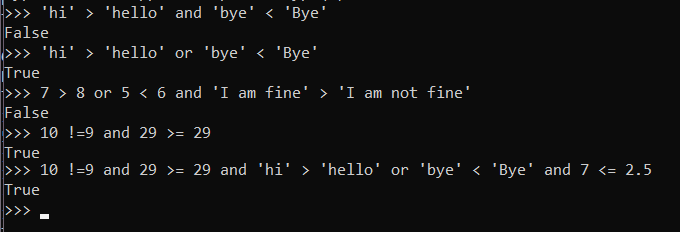 >>> 'hi' > 'hello' and 'bye' < 'Bye'
False
>>> 'hi' > 'hello' or 'bye' < 'Bye'
True
>>> 7 > 8 or 5 < 6 and 'I am fine' > 'I am not fine'
False
>>> 10 !=9 and 29 >= 29
True
>>> 10 !=9 and 29 >= 29 and 'hi' > 'hello' or 'bye' < 'Bye' and 7 <= 2.5
True
>>>